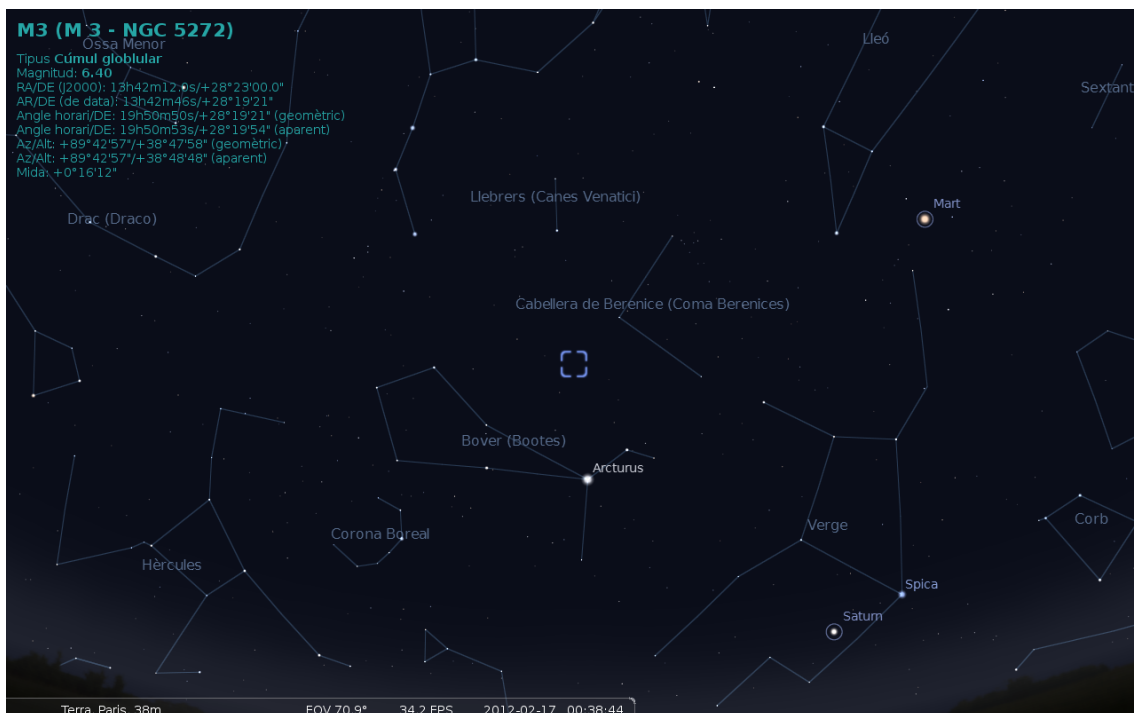 M3 (M 3 - NGC 5272)
Óssa Menor
Tipus Cúmul globlular
Magnitud: 6.40
RA/DE (J2000): 13h42m12.0s/+28°23'00.0"
AR/DE (de data): 13h42m46s/+28°19'21"
Angle horari/DE: 19h50m50s/+28°19'21" (geomètric)
Angle horari/DE: 19h50m53s/+28°19'54" (aparent)
Az/Alt: +89°42'57"/+38°47'58" (geomètric)
Az/Alt: +89°42'57"/+38°48'48" (aparent)
Mida: +0°16'12"
Lleó
Sextant
Llebrers (Canes Venatici)
Mart
Drac (Draco)
Cabellera de Berenice (Coma Berenices)
Bover (Bootes)
Arcturus
Corona Boreal
Verge
Corb
Hèrcules
Spica
Saturn
Terra, Paris, 38m FOV 70.9° 34.2 FPS 2012-02-17 00:38:44